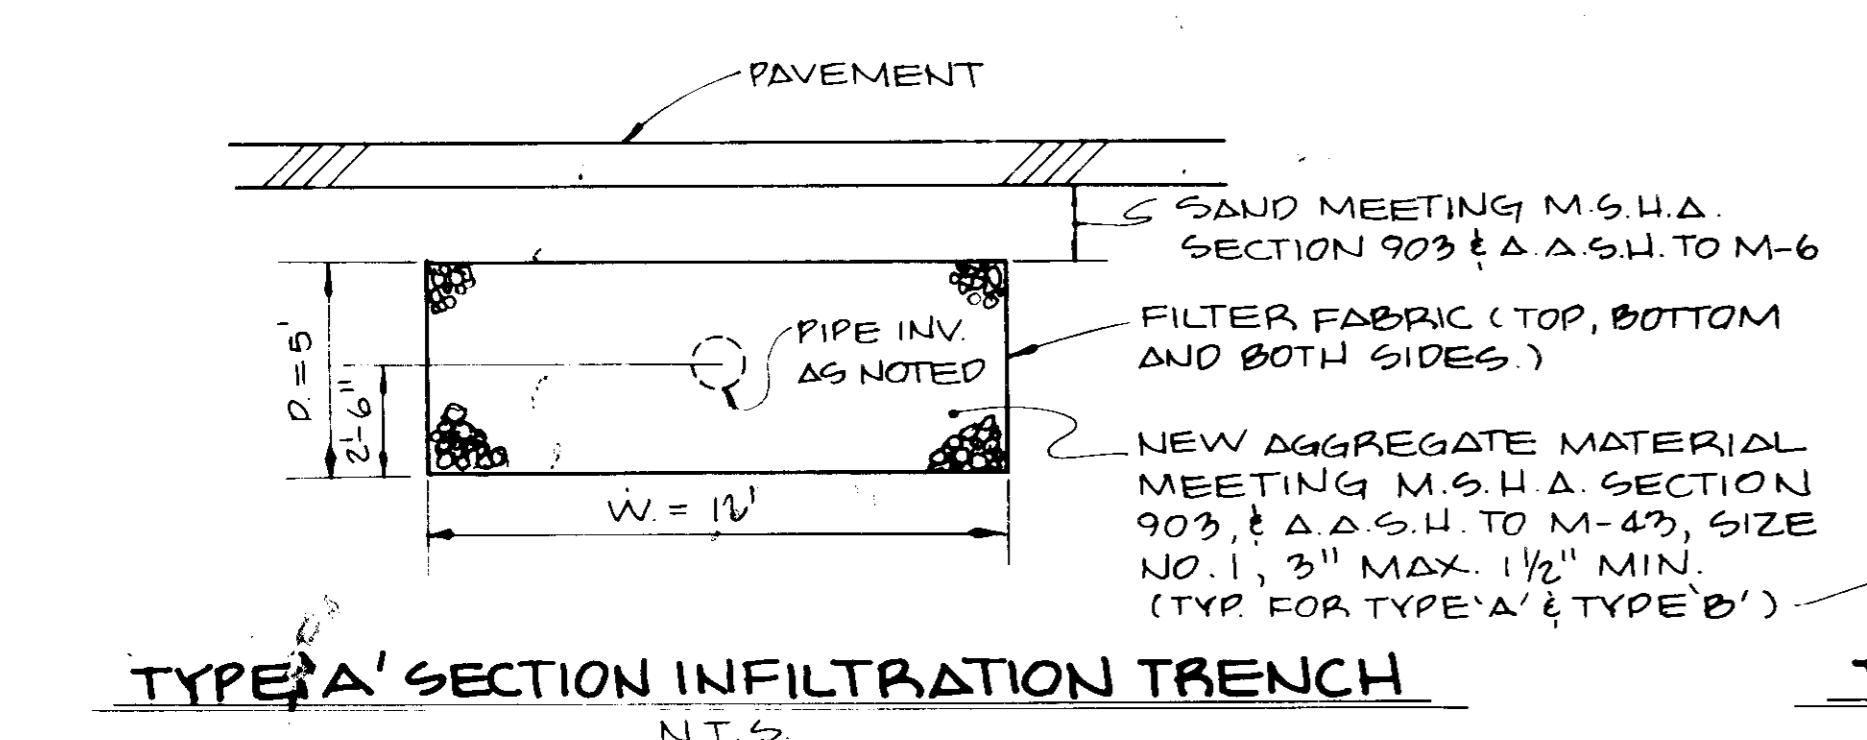 PAVEMENT
SAND MEETING M.S.H.A.
SECTION 903 & A.A.S.H. TO M-6
FILTER FABRIC (TOP, BOTTOM
AND BOTH SIDES.)
PIPE INV.
AS NOTED
D. = 5'
2'-6"
W. = 12'
NEW AGGREGATE MATERIAL
MEETING M.S.H.A. SECTION
903, & A.A.S.H. TO M-43, SIZE
NO. 1, 3" MAX. 1 1/2" MIN.
(TYP. FOR TYPE 'A' & TYPE 'B')
TYPE 'A' SECTION INFILTRATION TRENCH
N.T.S.